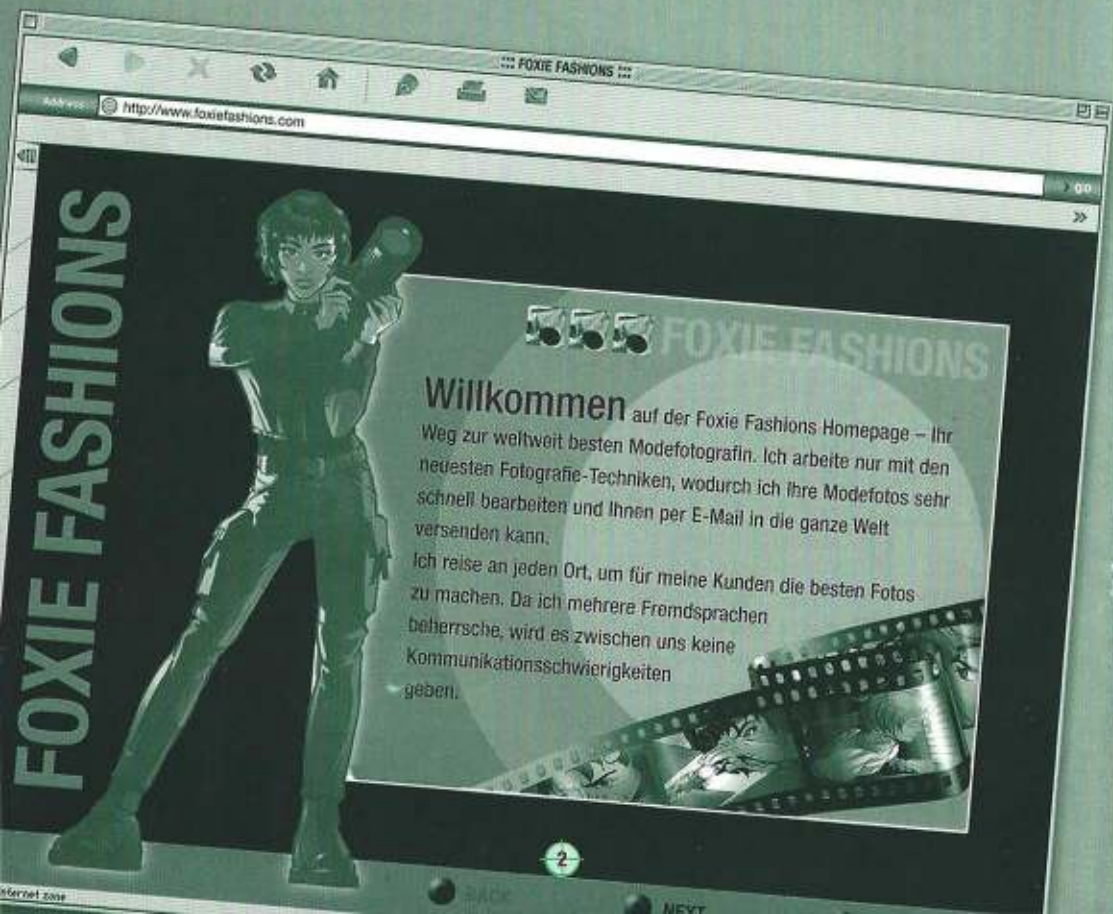 ::: FOXIE FASHIONS :::
Address
http://www.foxiefashions.com
go
»
FOXIE FASHIONS
FOXIE FASHIONS
Willkommen auf der Foxie Fashions Homepage – Ihr
Weg zur weltweit besten Modefotografin. Ich arbeite nur mit den
neuesten Fotografie-Techniken, wodurch ich Ihre Modefotos sehr
schnell bearbeiten und Ihnen per E-Mail in die ganze Welt
versenden kann.
Ich reise an jeden Ort, um für meine Kunden die besten Fotos
zu machen. Da ich mehrere Fremdsprachen
beherrsche, wird es zwischen uns keine
Kommunikationsschwierigkeiten
geben.
2
Internet zone
BACK
NEXT